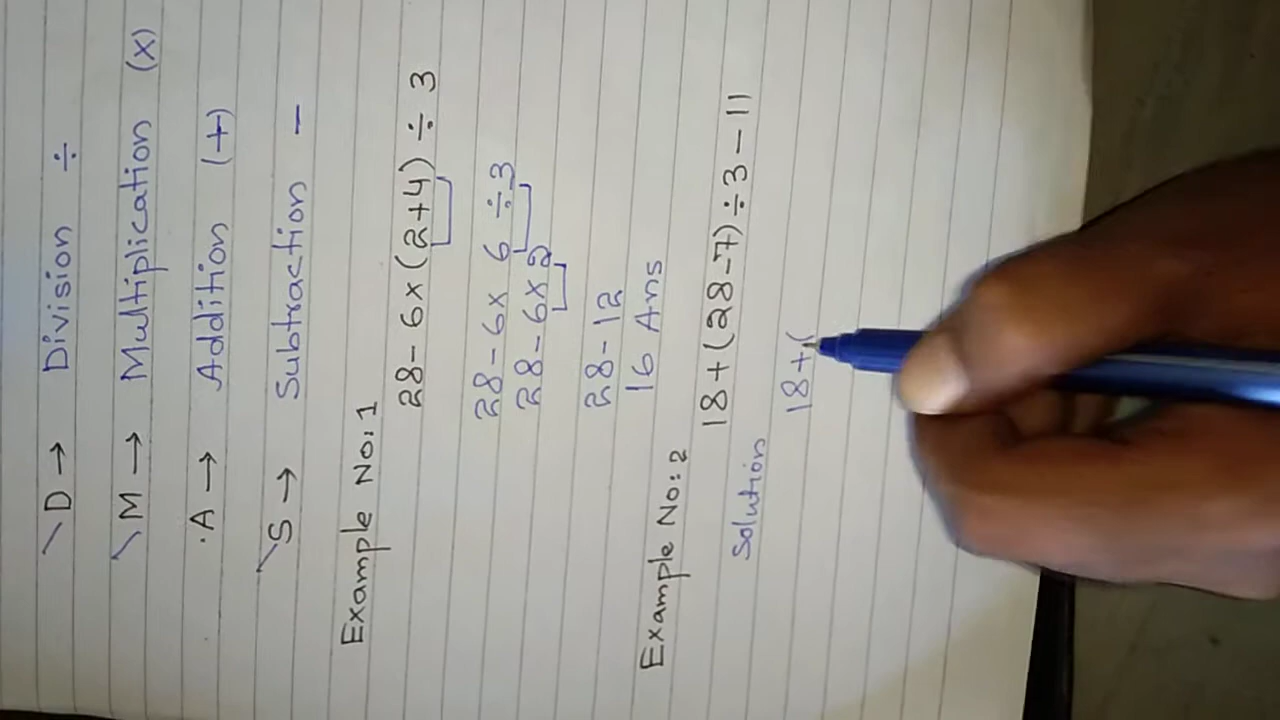 D → Division ÷
M → Multiplication (×)
A → Addition (+)
S → Subtraction −
Example No:1
28 - 6×(2+4) ÷ 3
28 - 6× 6 ÷3
28 - 6×2
28 - 12
16 Ans
Example No:2
18+(28-7)÷3-11
Solution
18+(